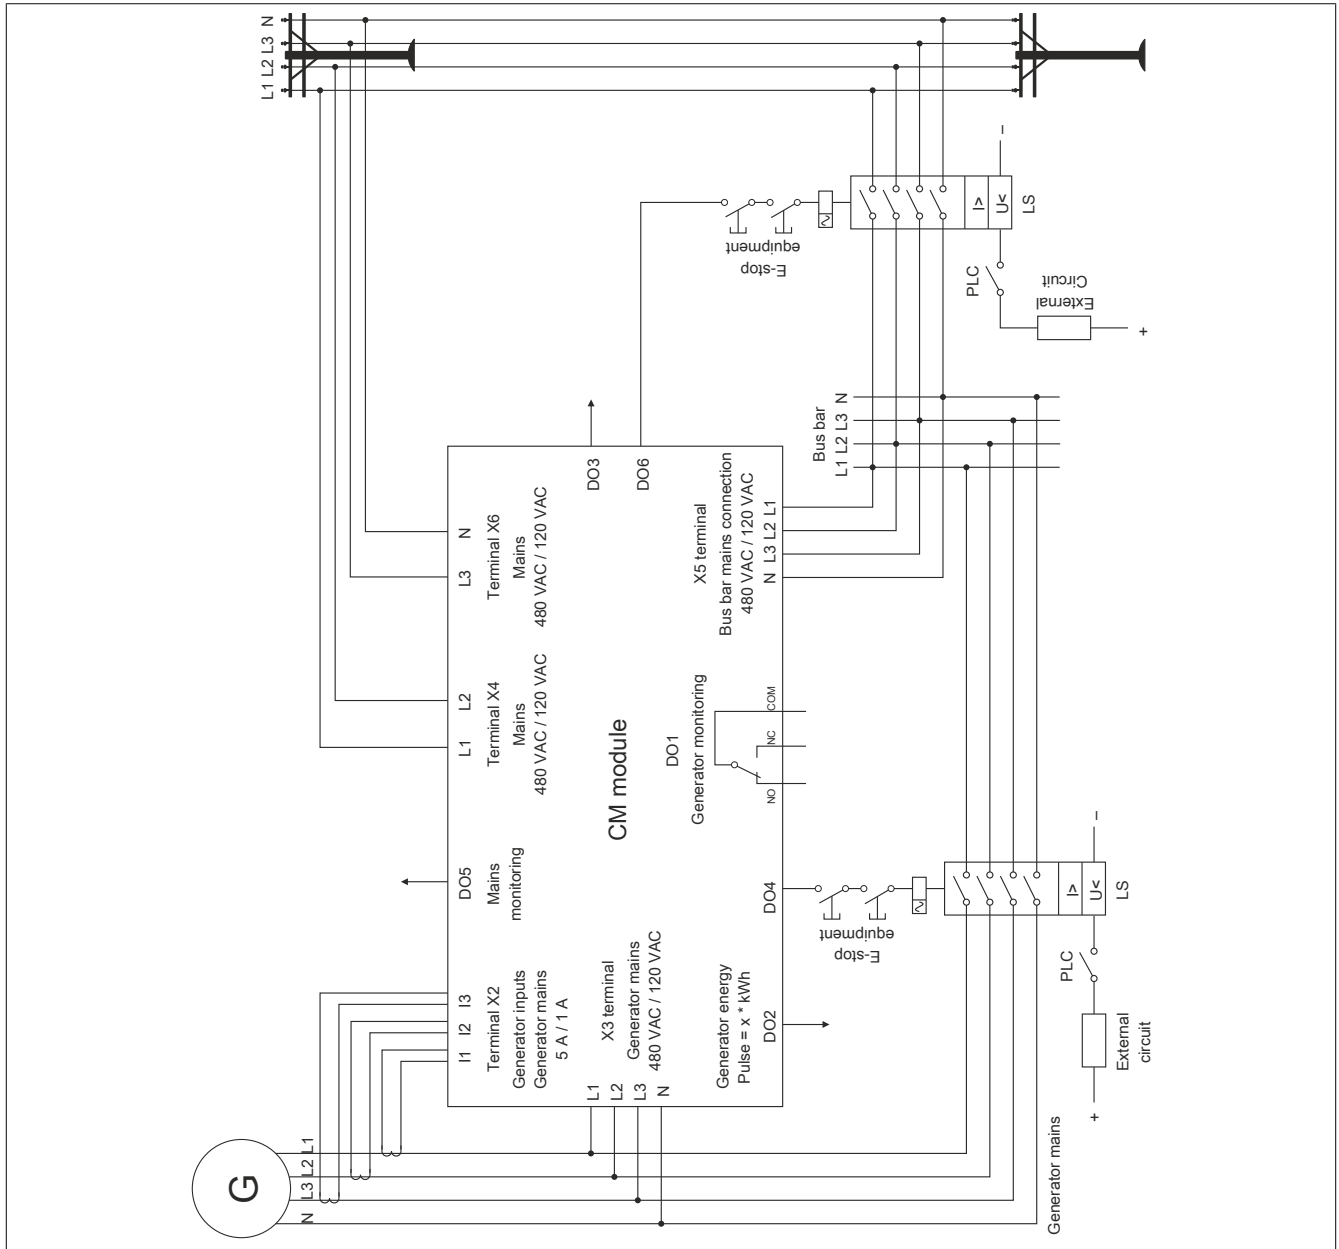 N
L3
L2
L1
I>
U<
LS
–
E-stop
equipment
PLC
External
Circuit
+
Bus bar
L1 L2 L3 N
DO3
DO6
N
L3
Terminal X6
Mains
480 VAC / 120 VAC
X5 terminal
Bus bar mains connection
480 VAC / 120 VAC
N L3 L2 L1
L2
L1
Terminal X4
Mains
480 VAC / 120 VAC
CM module
DO1
Generator monitoring
COM
NC
NO
DO5
Mains
monitoring
DO4
E-stop
equipment
I>
U<
LS
–
PLC
External
circuit
+
I1 I2 I3
Terminal X2
Generator inputs
Generator mains
5 A / 1 A
X3 terminal
Generator mains
480 VAC / 120 VAC
L1
L2
L3
N
Generator energy
Pulse = x * kWh
DO2
G
N L3 L2 L1
Generator mains